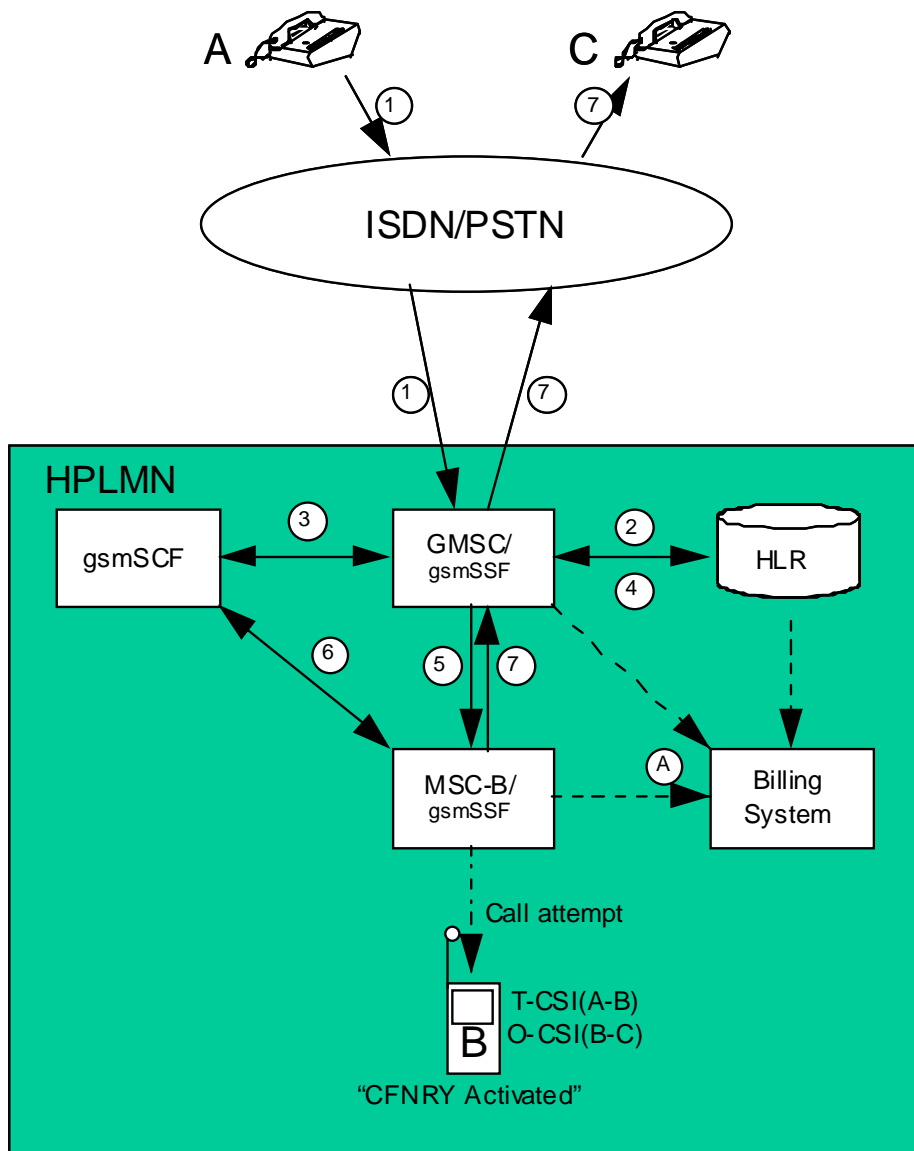 A
C
1
7
ISDN/PSTN
1
7
HPLMN
3
2
gsmSCF
GMSC/
gsmSSF
HLR
4
6
5
7
MSC-B/
gsmSSF
A
Billing
System
Call attempt
T-CSI(A-B)
O-CSI(B-C)
B
“CFNRY Activated”